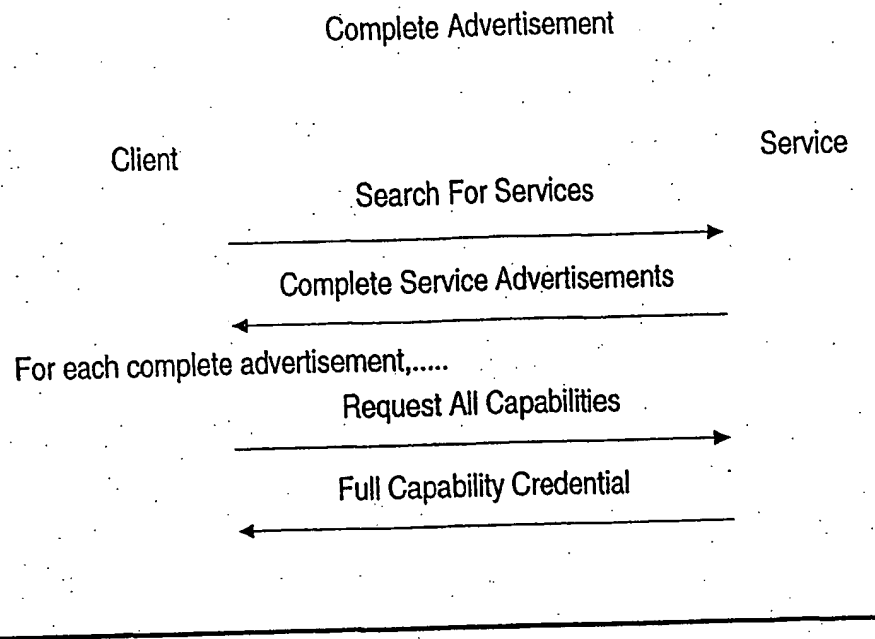 Complete Advertisement
Client
Service
Search For Services
Complete Service Advertisements
For each complete advertisement,.....
Request All Capabilities
Full Capability Credential